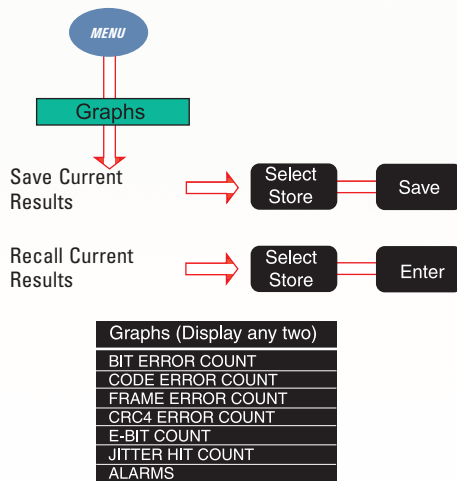 MENU
Graphs
Save Current
Results
Select
Store
Save
Recall Current
Results
Select
Store
Enter
Graphs (Display any two)
BIT ERROR COUNT
CODE ERROR COUNT
FRAME ERROR COUNT
CRC4 ERROR COUNT
E-BIT COUNT
JITTER HIT COUNT
ALARMS